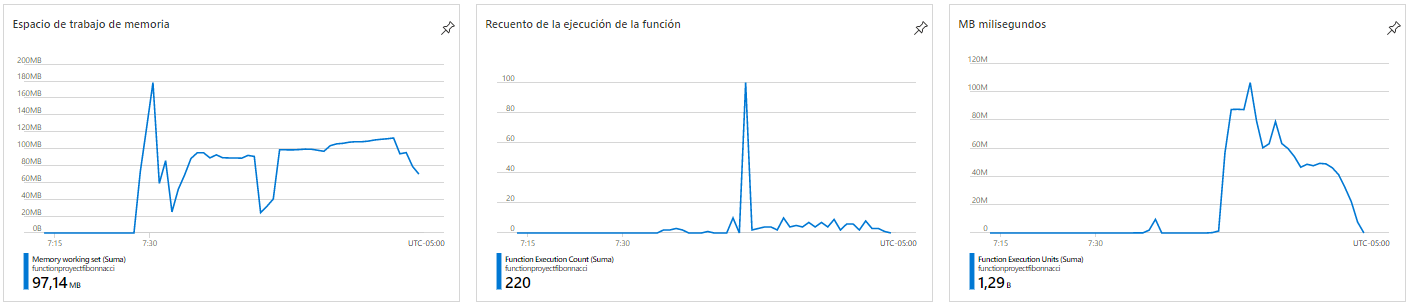 Espacio de trabajo de memoria
200MB
180MB
160MB
140MB
120MB
100MB
80MB
60MB
40MB
20MB
0B
7:15
7:30
UTC-05:00
Memory working set (Suma)
functionproyectfibonnacci
97,14 MB
Recuento de la ejecución de la función
100
80
60
40
20
0
7:15
7:30
UTC-05:00
Function Execution Count (Suma)
functionproyectfibonnacci
220
MB milisegundos
120M
100M
80M
60M
40M
20M
0
7:15
7:30
UTC-05:00
Function Execution Units (Suma)
functionproyectfibonnacci
1,29 B